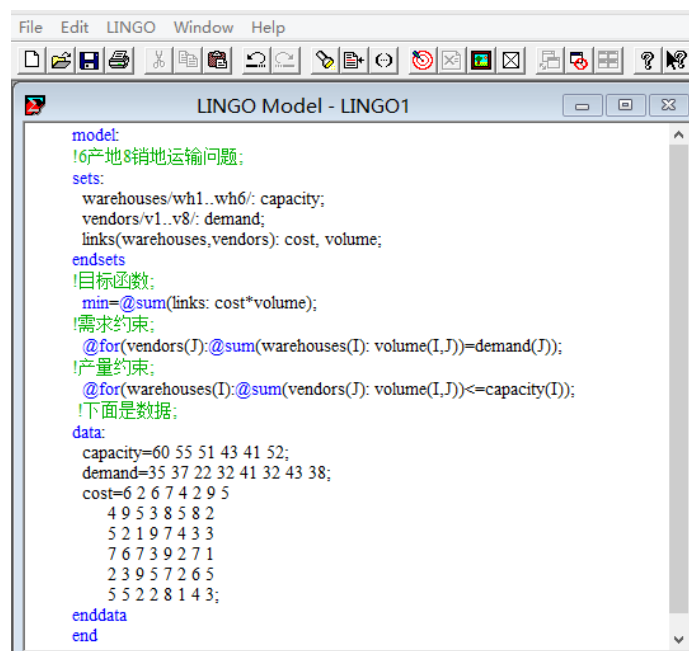 File Edit LINGO Window Help
LINGO Model - LINGO1
model:
!6产地8销地运输问题;
sets:
warehouses/wh1..wh6/: capacity;
vendors/v1..v8/: demand;
links(warehouses,vendors): cost, volume;
endsets
!目标函数;
min=@sum(links: cost*volume);
!需求约束;
@for(vendors(J):@sum(warehouses(I): volume(I,J))=demand(J));
!产量约束;
@for(warehouses(I):@sum(vendors(J): volume(I,J))<=capacity(I));
!下面是数据;
data:
capacity=60 55 51 43 41 52;
demand=35 37 22 32 41 32 43 38;
cost=6 2 6 7 4 2 9 5
4 9 5 3 8 5 8 2
5 2 1 9 7 4 3 3
7 6 7 3 9 2 7 1
2 3 9 5 7 2 6 5
5 5 2 2 8 1 4 3;
enddata
end